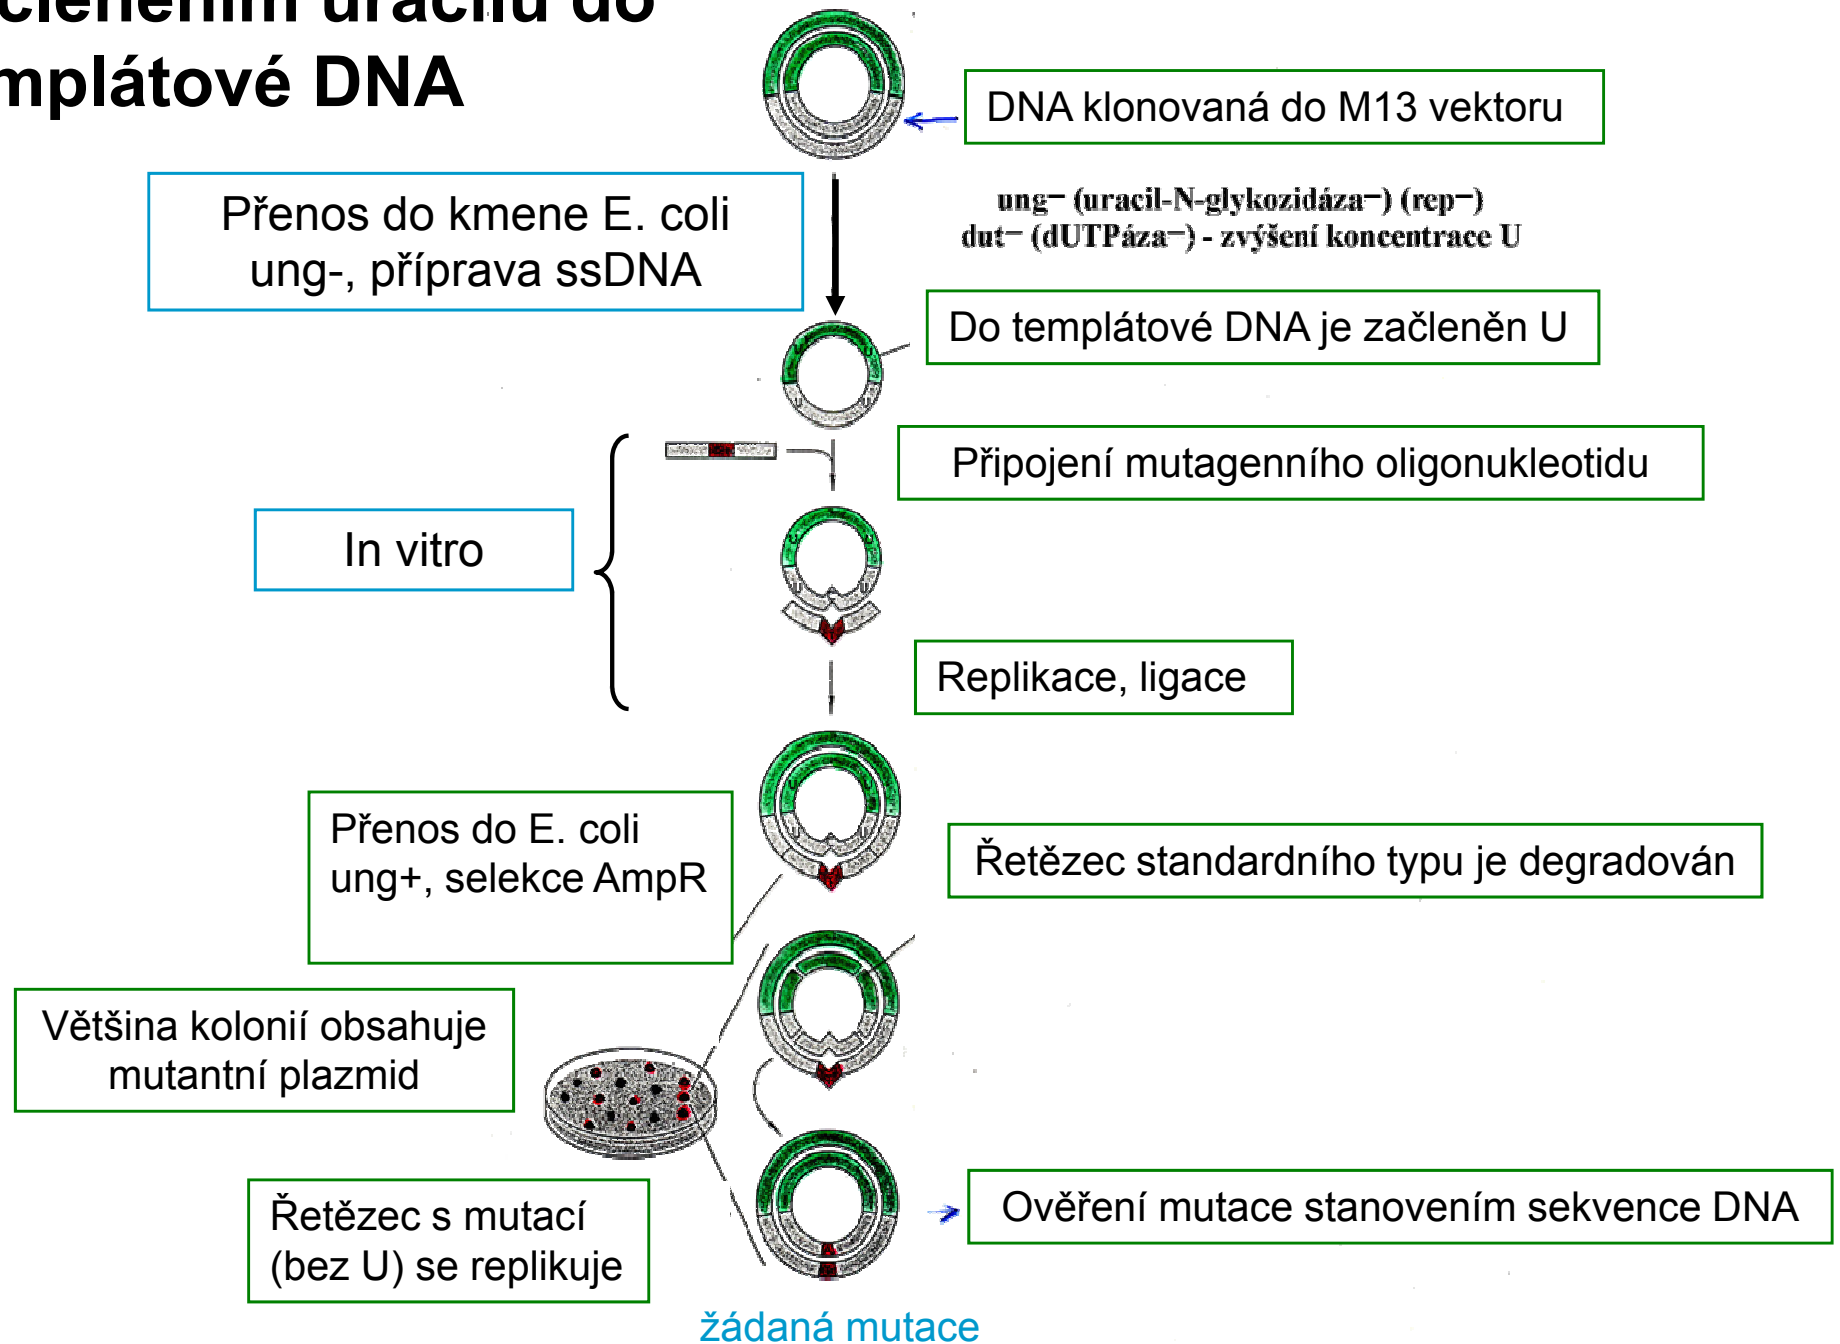 členěním uracilu do
mplátové DNA
DNA klonovaná do M13 vektoru
Přenos do kmene E. coli
ung-, příprava ssDNA
ung– (uracil-N-glykozidáza–) (rep–)
dut– (dUTPáza–) - zvýšení koncentrace U
Do templátové DNA je začleněn U
U U
U U
Připojení mutagenního oligonukleotidu
In vitro
U U
U U
Replikace, ligace
U U
U U
Přenos do E. coli
ung+, selekce AmpR
Řetězec standardního typu je degradován
Většina kolonií obsahuje
mutantní plazmid
Řetězec s mutací
(bez U) se replikuje
Ověření mutace stanovením sekvence DNA
žádaná mutace